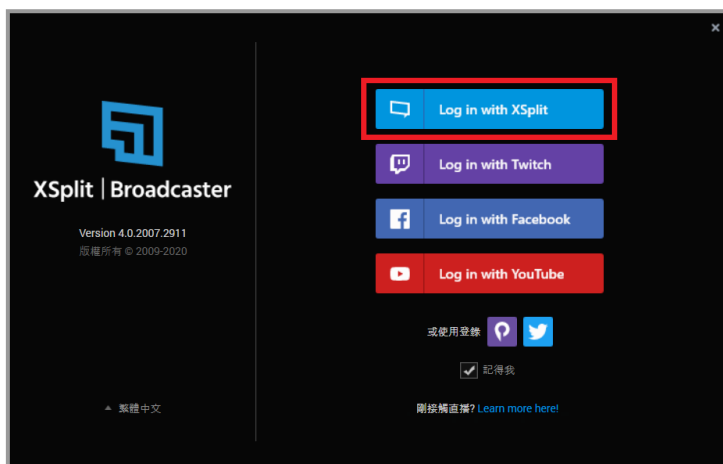 XSplit | Broadcaster
Version 4.0.2007.2911
版權所有 © 2009-2020
繁體中文
Log in with XSplit
Log in with Twitch
Log in with Facebook
Log in with YouTube
或使用登錄
記得我
剛接觸直播? Learn more here!